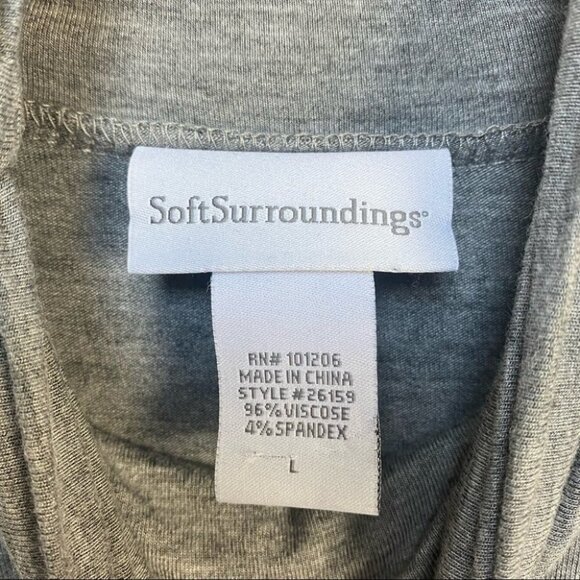 SoftSurroundings®
RN# 101206
MADE IN CHINA
STYLE # 26159
96% VISCOSE
4% SPANDEX
L